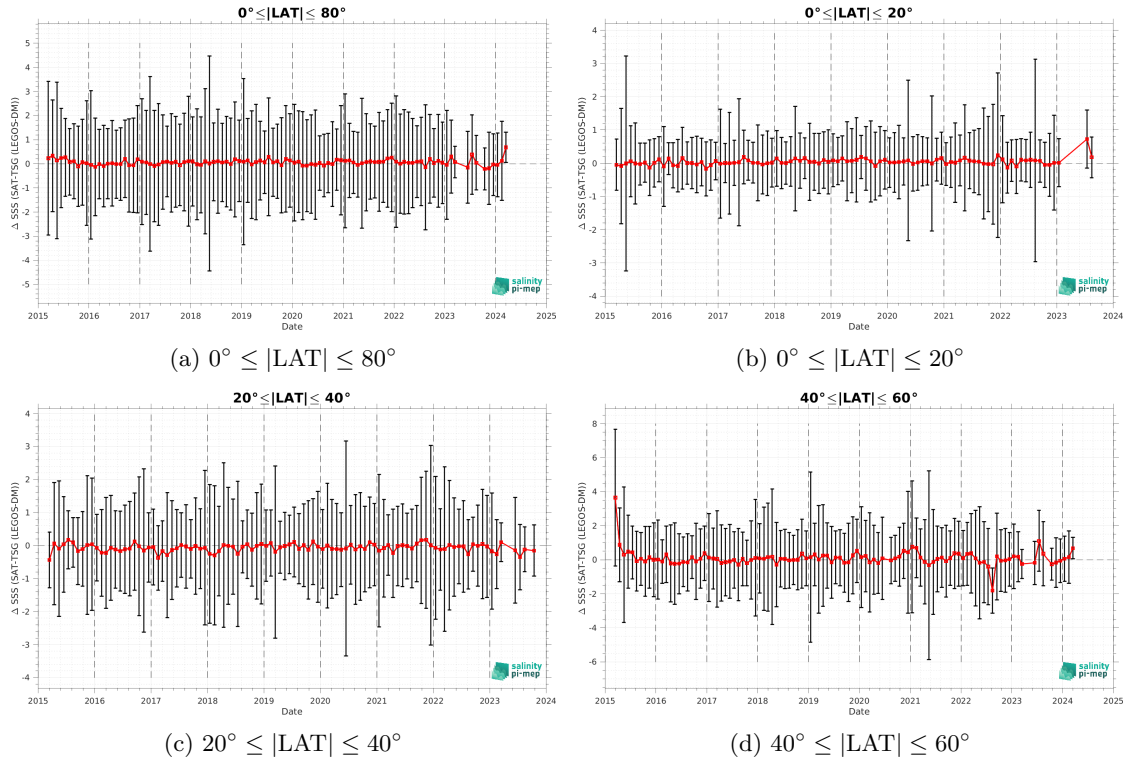 0°≤|LAT|≤ 80°
Δ SSS (SAT-TSG (LEGOS-DM))
5
4
3
2
1
0
-1
-2
-3
-4
-5
2015 2016 2017 2018 2019 2020 2021 2022 2023 2024 2025
Date
salinity
pi-mep
(a) 0° ≤ |LAT| ≤ 80°
0°≤|LAT|≤ 20°
Δ SSS (SAT-TSG (LEGOS-DM))
4
3
2
1
0
-1
-2
-3
-4
2015 2016 2017 2018 2019 2020 2021 2022 2023 2024
Date
salinity
pi-mep
(b) 0° ≤ |LAT| ≤ 20°
20°≤|LAT|≤ 40°
Δ SSS (SAT-TSG (LEGOS-DM))
4
3
2
1
0
-1
-2
-3
-4
2015 2016 2017 2018 2019 2020 2021 2022 2023 2024
Date
salinity
pi-mep
(c) 20° ≤ |LAT| ≤ 40°
40°≤|LAT|≤ 60°
Δ SSS (SAT-TSG (LEGOS-DM))
8
6
4
2
0
-2
-4
-6
2015 2016 2017 2018 2019 2020 2021 2022 2023 2024 2025
Date
salinity
pi-mep
(d) 40° ≤ |LAT| ≤ 60°